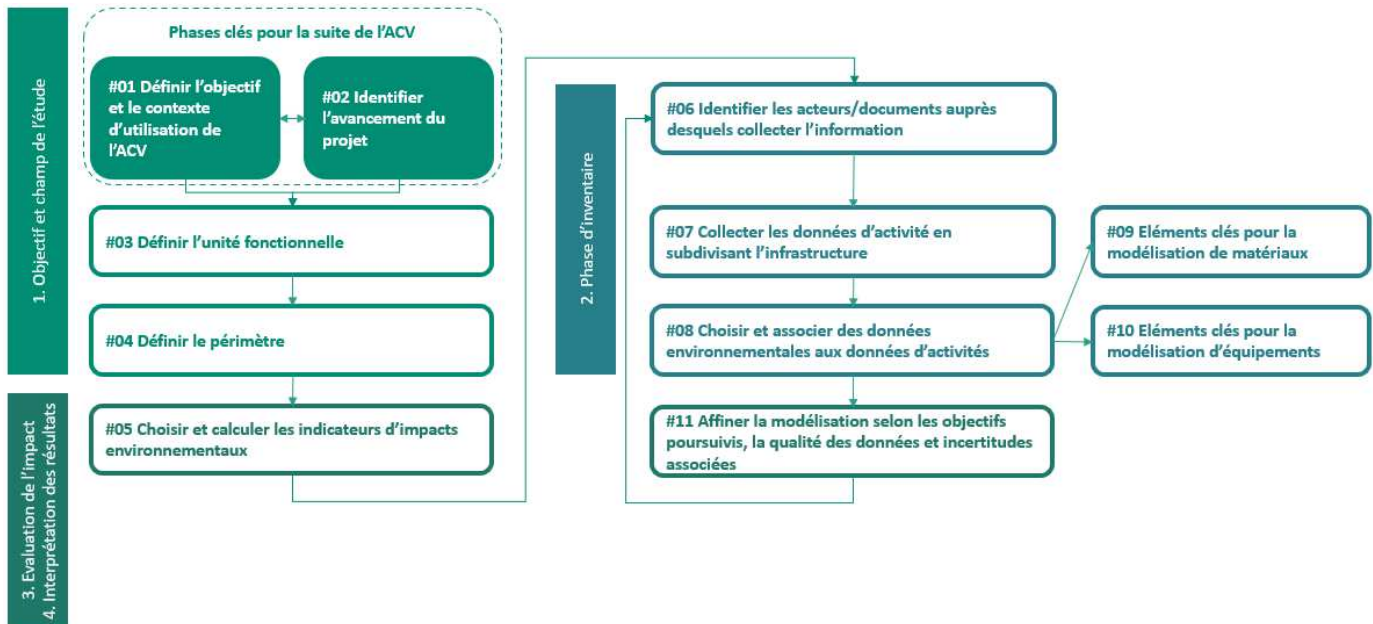 1. Objectif et champ de l'étude
Phases clés pour la suite de l'ACV
#01 Définir l'objectif
et le contexte
d'utilisation de
l'ACV
#02 Identifier
l'avancement du
projet
#03 Définir l'unité fonctionnelle
#04 Définir le périmètre
3. Evaluation de l'impact
4. Interprétation des résultats
#05 Choisir et calculer les indicateurs d'impacts
environnementaux
2. Phase d'inventaire
#06 Identifier les acteurs/documents auprès
desquels collecter l'information
#07 Collecter les données d'activité en
subdivisant l'infrastructure
#08 Choisir et associer des données
environnementales aux données d'activités
#09 Eléments clés pour la
modélisation de matériaux
#10 Eléments clés pour la
modélisation d'équipements
#11 Affiner la modélisation selon les objectifs
poursuivis, la qualité des données et incertitudes
associées